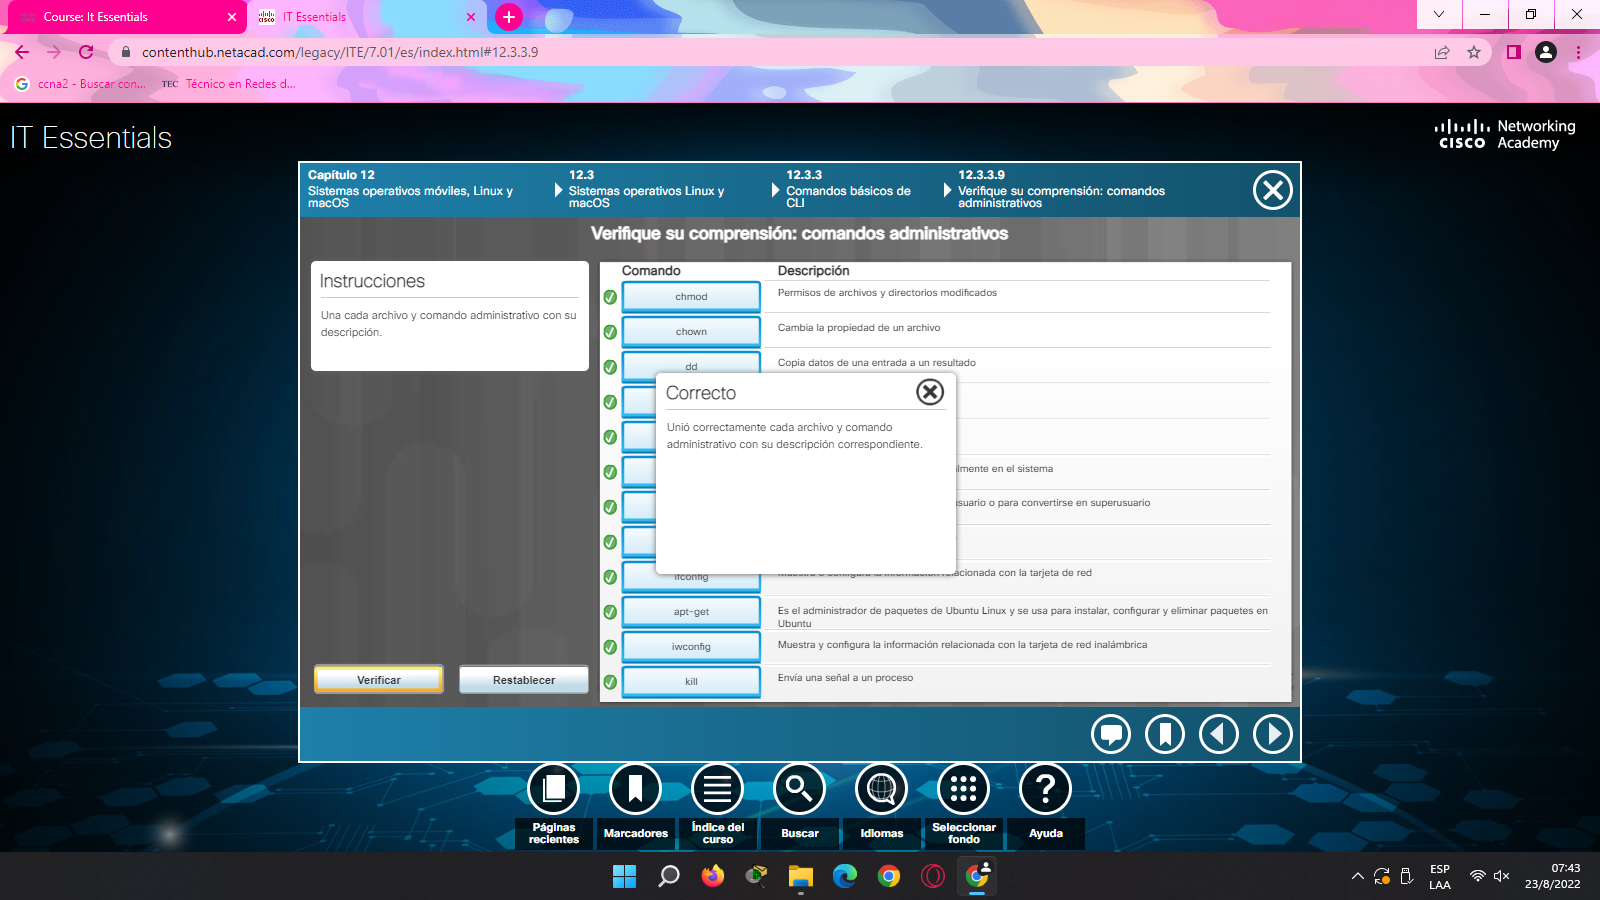 Course: It Essentials
IT Essentials
contenthub.netacad.com/legacy/ITE/7.01/es/index.html#12.3.3.9
ccna2 - Buscar con...
TEC Técnico en Redes d...
IT Essentials
CISCO
Networking
Academy
Capítulo 12
Sistemas operativos móviles, Linux y
macOS
12.3
Sistemas operativos Linux y
macOS
12.3.3
Comandos básicos de
CLI
12.3.3.9
Verifique su comprensión: comandos
administrativos
Verifique su comprensión: comandos administrativos
Instrucciones
Una cada archivo y comando administrativo con su
descripción.
Comando Descripción
chmod Permisos de archivos y directorios modificados
chown Cambia la propiedad de un archivo
dd Copia datos de una entrada a un resultado
Correcto
Unió correctamente cada archivo y comando
administrativo con su descripción correspondiente.
en el sistema
o para convertirse en superusuario
ifconfig con la tarjeta de red
apt-get Es el administrador de paquetes de Ubuntu Linux y se usa para instalar, configurar y eliminar paquetes en
Ubuntu
iwconfig Muestra y configura la información relacionada con la tarjeta de red inalámbrica
kill Envía una señal a un proceso
Verificar
Restablecer
Páginas
recientes
Marcadores
Índice del
curso
Buscar
Idiomas
Seleccionar
fondo
Ayuda
ESP
LAA
07:43
23/8/2022